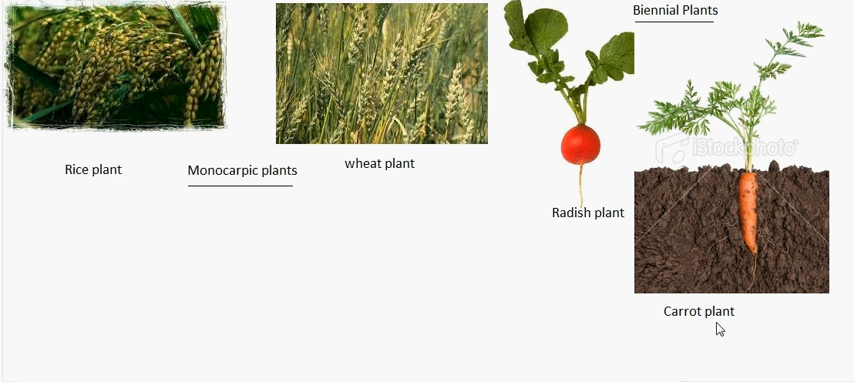 Biennial Plants
iStockphoto
Rice plant
Monocarpic plants
wheat plant
Radish plant
Carrot plant